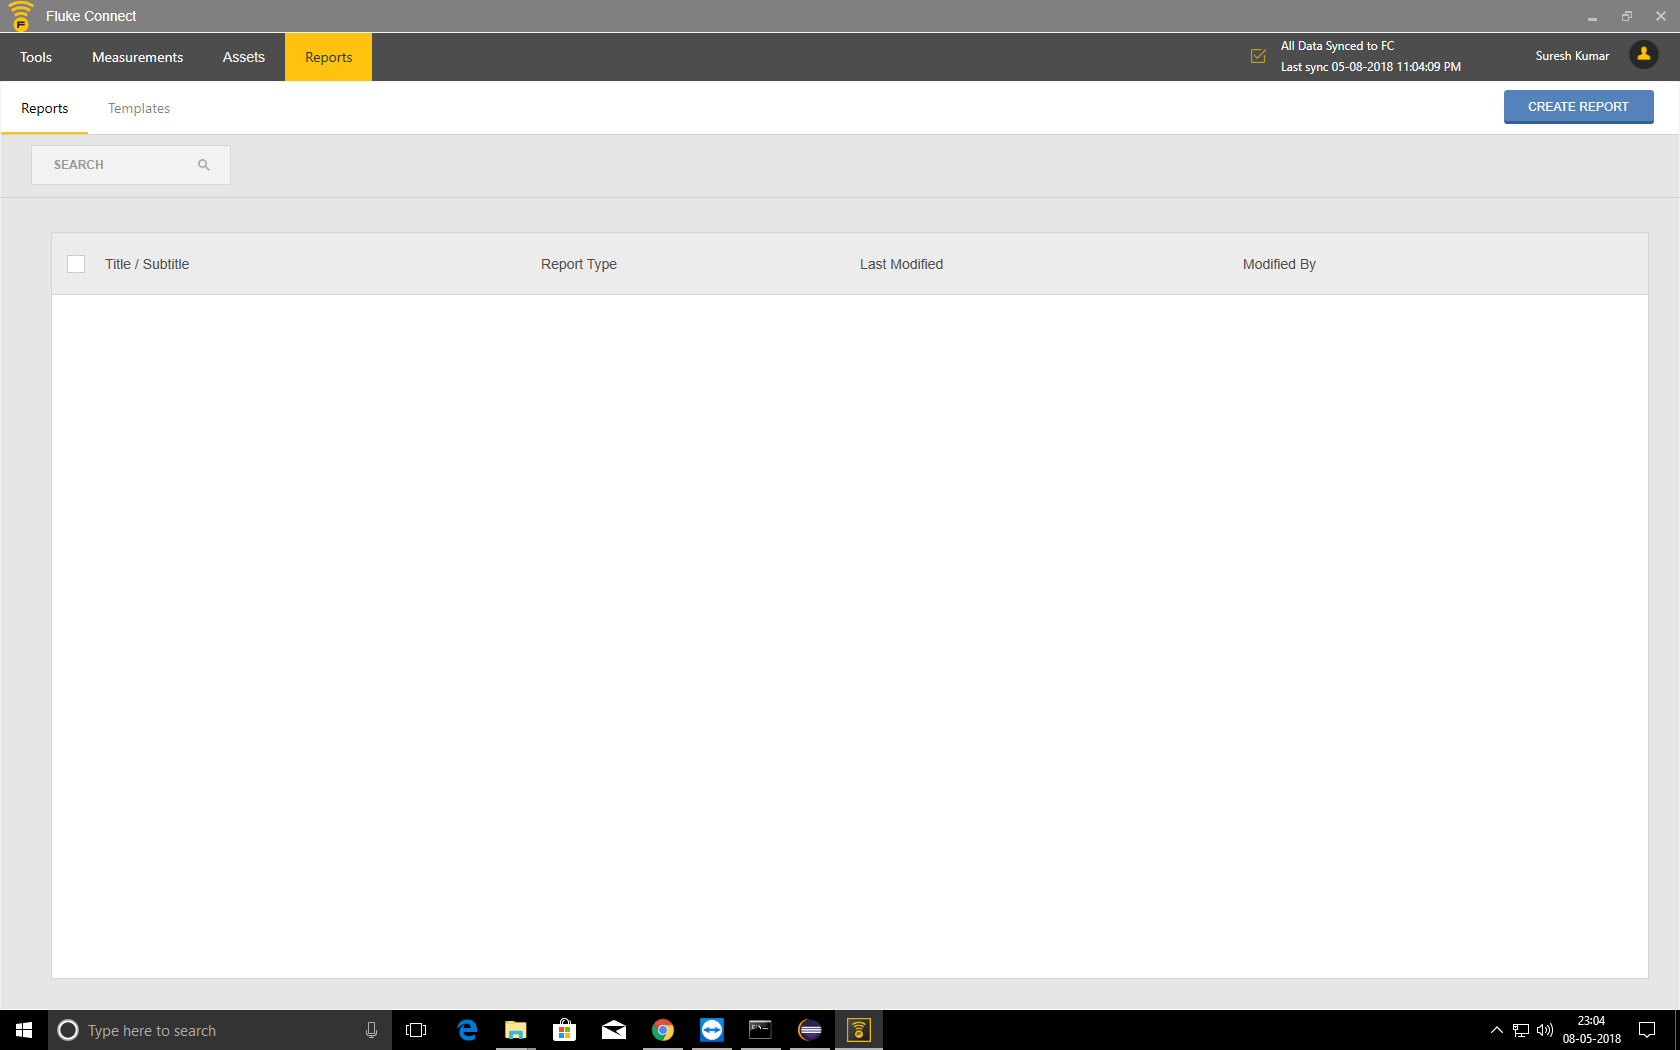 Fluke Connect
Tools
Measurements
Assets
Reports
All Data Synced to FC
Last sync 05-08-2018 11:04:09 PM
Suresh Kumar
Reports
Templates
CREATE REPORT
SEARCH
Title / Subtitle
Report Type
Last Modified
Modified By
Type here to search
23:04
08-05-2018